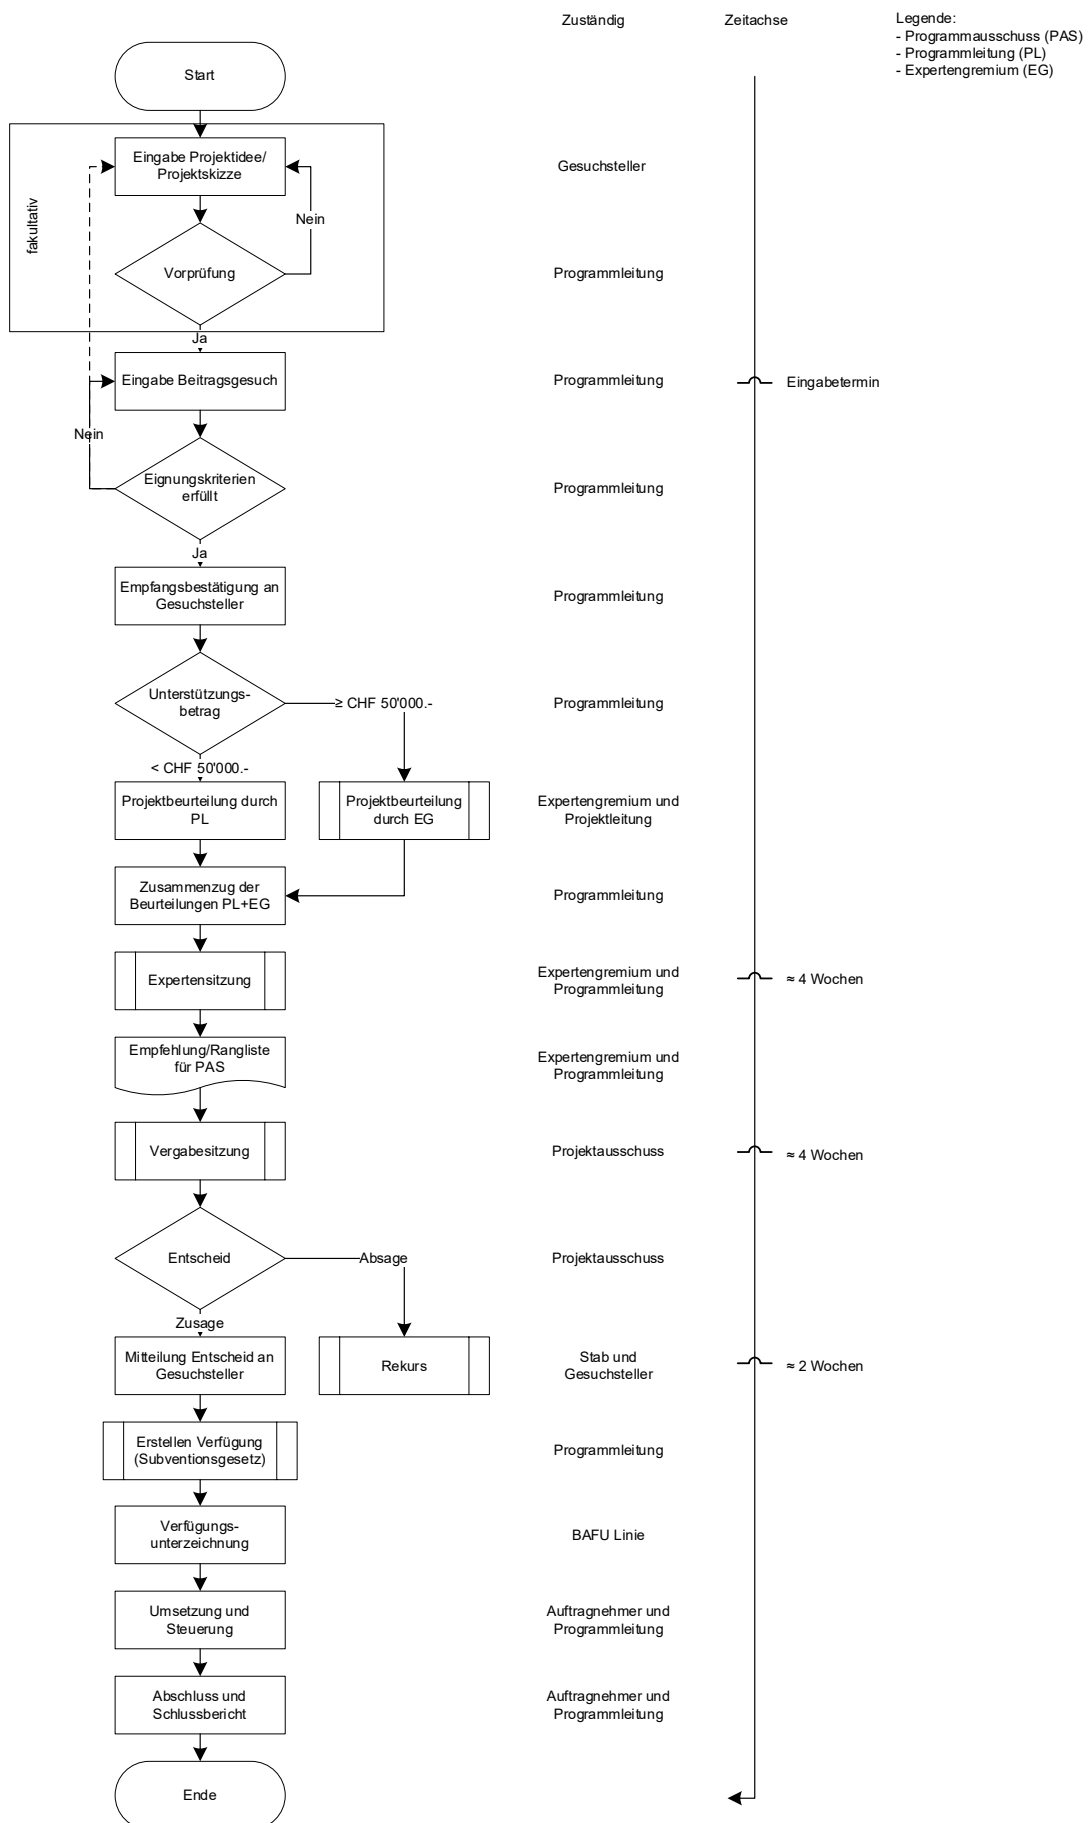 Zuständig
Zeitachse
Legende:
- Programmausschuss (PAS)
- Programmleitung (PL)
- Expertengremium (EG)
Start
fakultativ
Eingabe Projektidee/
Projektskizze
Gesuchsteller
Nein
Vorprüfung
Programmleitung
Ja
Eingabe Beitragsgesuch
Programmleitung
Eingabetermin
Nein
Eignungskriterien
erfüllt
Programmleitung
Ja
Empfangsbestätigung an
Gesuchsteller
Programmleitung
Unterstützungs-
betrag
≥ CHF 50'000.-
Programmleitung
< CHF 50'000.-
Projektbeurteilung durch
PL
Projektbeurteilung
durch EG
Expertengremium und
Projektleitung
Zusammenzug der
Beurteilungen PL+EG
Programmleitung
Expertensitzung
Expertengremium und
Programmleitung
≈ 4 Wochen
Empfehlung/Rangliste
für PAS
Expertengremium und
Programmleitung
Vergabesitzung
Projektausschuss
≈ 4 Wochen
Entscheid
Absage
Projektausschuss
Zusage
Mitteilung Entscheid an
Gesuchsteller
Rekurs
Stab und
Gesuchsteller
≈ 2 Wochen
Erstellen Verfügung
(Subventionsgesetz)
Programmleitung
Verfügungs-
unterzeichnung
BAFU Linie
Umsetzung und
Steuerung
Auftragnehmer und
Programmleitung
Abschluss und
Schlussbericht
Auftragnehmer und
Programmleitung
Ende